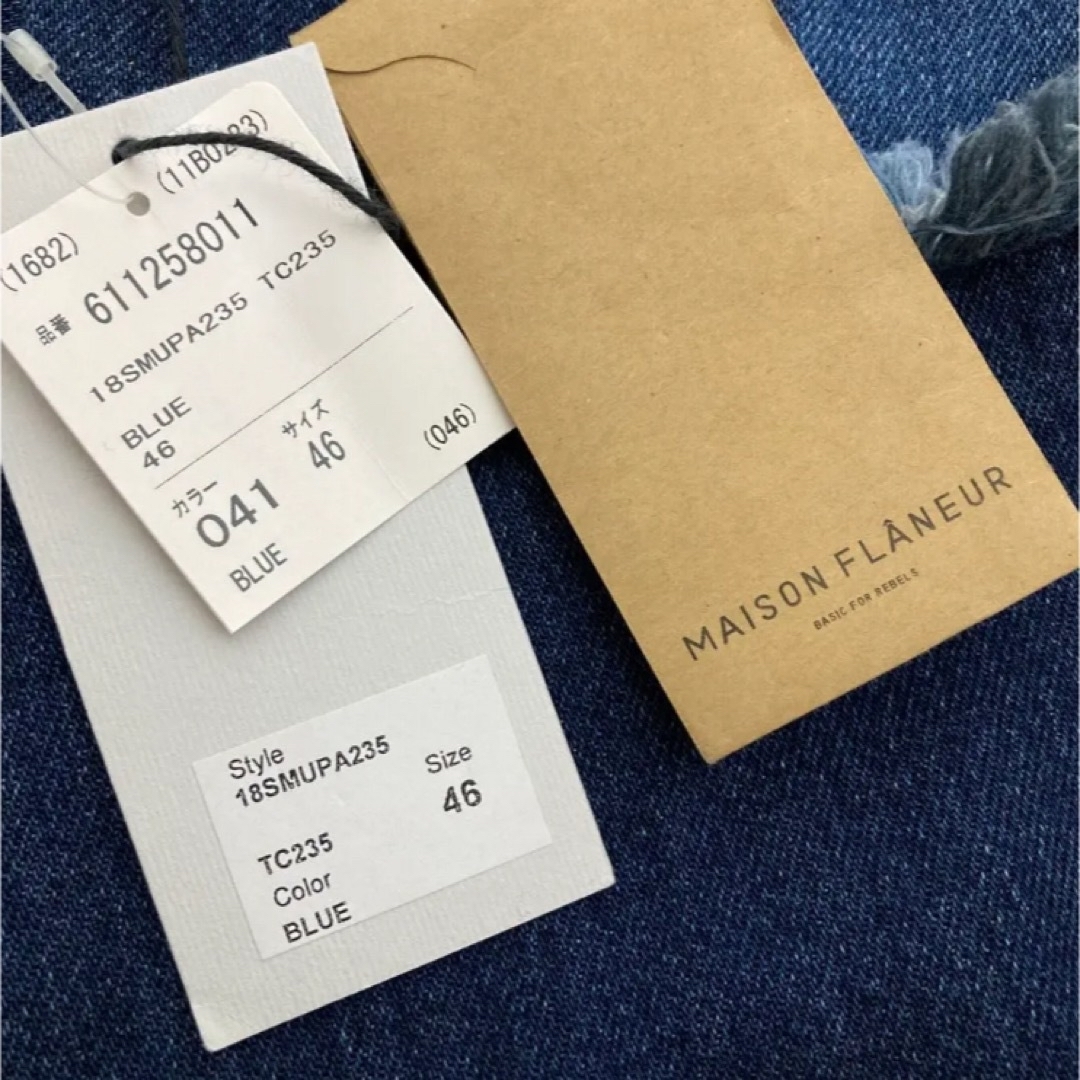 (1682) (11B0283)
品番 611258011
18SMUPA235 TC235
BLUE
46
カラー サイズ
041 46 (046)
BLUE
Style Size
18SMUPA235 46
TC235
Color
BLUE
MAISON FLÂNEUR
BASIC FOR REBELS